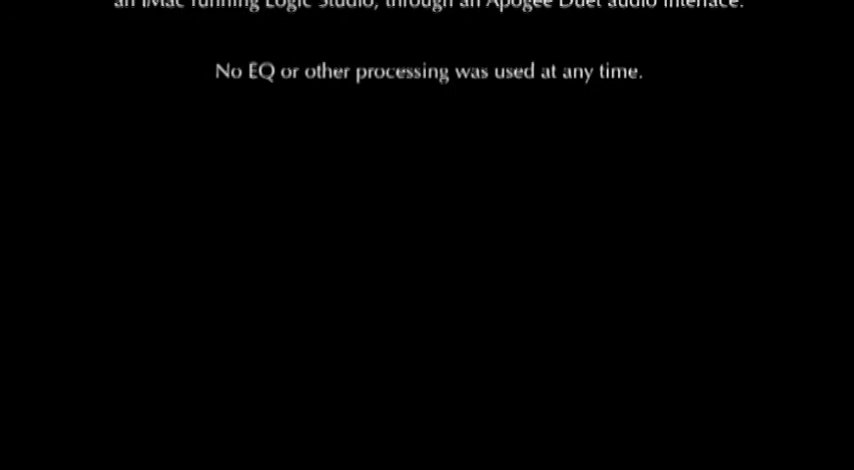 an iMac running Logic Studio, through an Apogee Duet audio interface.
No EQ or other processing was used at any time.